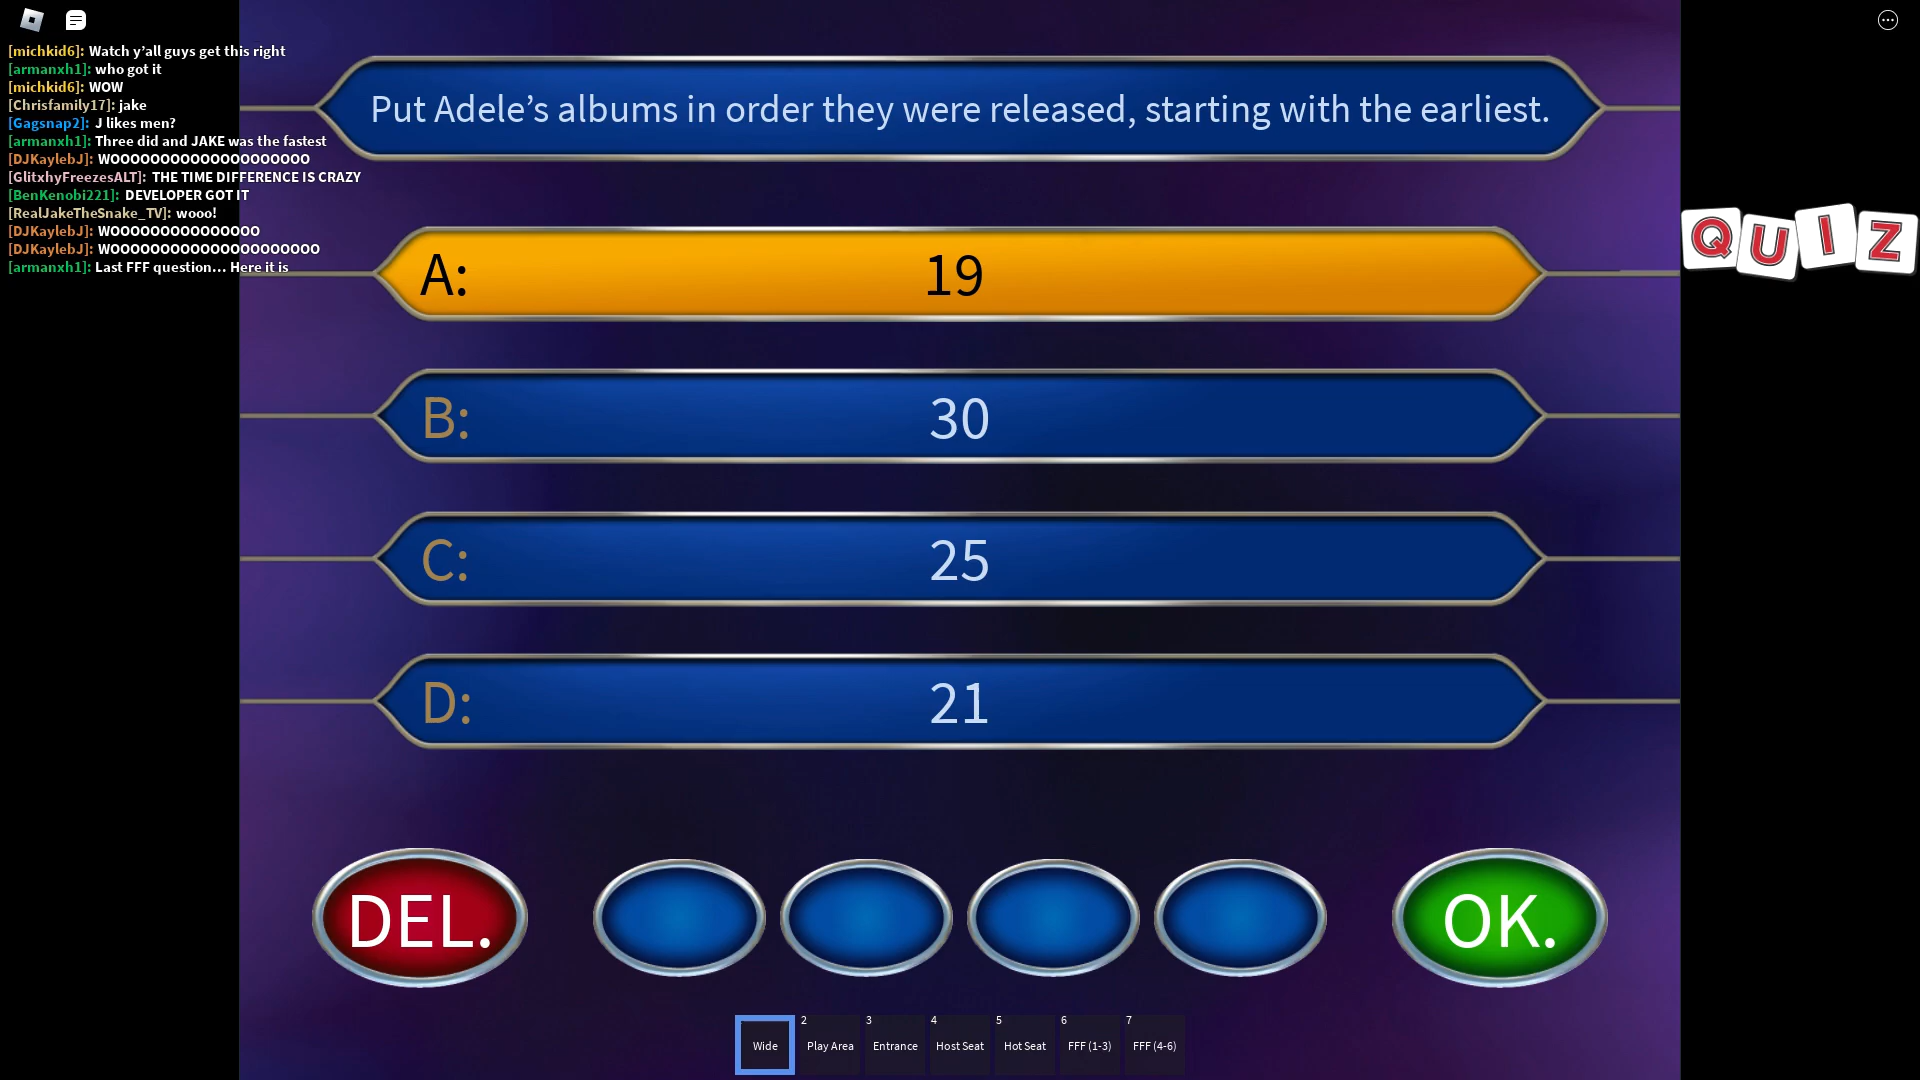 [michkid6]: Watch y’all guys get this right
[armanxh1]: who got it
[michkid6]: WOW
[Chrisfamily17]: jake
[Gagsnap2]: J likes men?
[armanxh1]: Three did and JAKE was the fastest
[DJKaylebJ]: WOOOOOOOOOOOOOOOOOOOO
[GlitxhyFreezesALT]: THE TIME DIFFERENCE IS CRAZY
[BenKenobi221]: DEVELOPER GOT IT
[RealJakeTheSnake_TV]: wooo!
[DJKaylebJ]: WOOOOOOOOOOOOOOO
[DJKaylebJ]: WOOOOOOOOOOOOOOOOOOOOO
[armanxh1]: Last FFF question... Here it is
Put Adele’s albums in order they were released, starting with the earliest.
A: 19
B: 30
C: 25
D: 21
QUIZ
DEL.
OK.
Wide
2 Play Area
3 Entrance
4 Host Seat
5 Hot Seat
6 FFF (1-3)
7 FFF (4-6)